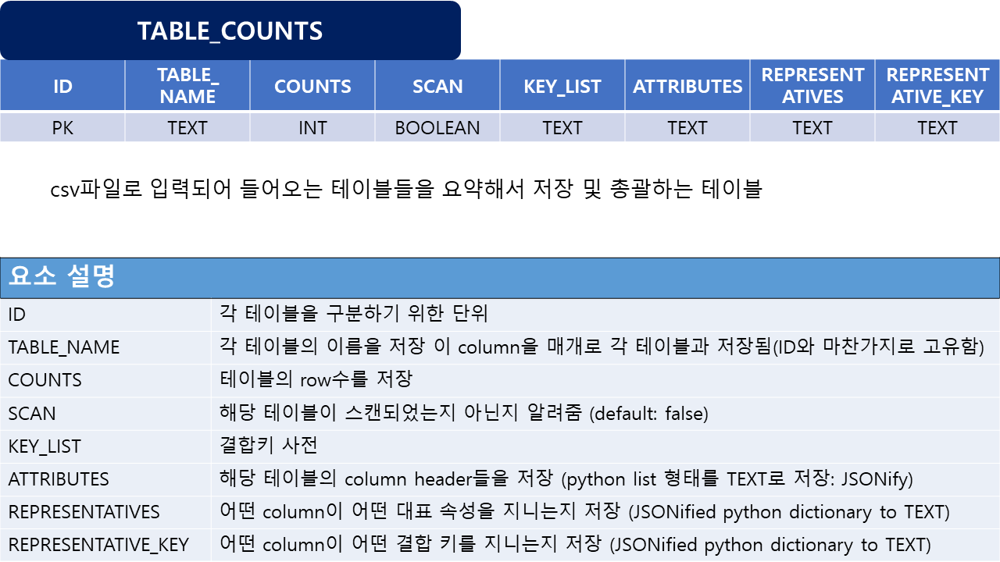 TABLE_COUNTS
ID TABLE_ COUNTS SCAN KEY_LIST ATTRIBUTES REPRESENT REPRESENT
NAME ATIVES ATIVE_KEY
PK TEXT INT BOOLEAN TEXT TEXT TEXT TEXT
csv파일로 입력되어 들어오는 테이블들을 요약해서 저장 및 총괄하는 테이블
요소 설명
ID 각 테이블을 구분하기 위한 단위
TABLE_NAME 각 테이블의 이름을 저장 이 column을 매개로 각 테이블과 저장됨(ID와 마찬가지로 고유함)
COUNTS 테이블의 row수를 저장
SCAN 해당 테이블이 스캔되었는지 아닌지 알려줌 (default: false)
KEY_LIST 결합키 사전
ATTRIBUTES 해당 테이블의 column header들을 저장 (python list 형태를 TEXT로 저장: JSONify)
REPRESENTATIVES 어떤 column이 어떤 대표 속성을 지니는지 저장 (JSONified python dictionary to TEXT)
REPRESENTATIVE_KEY 어떤 column이 어떤 결합 키를 지니는지 저장 (JSONified python dictionary to TEXT)